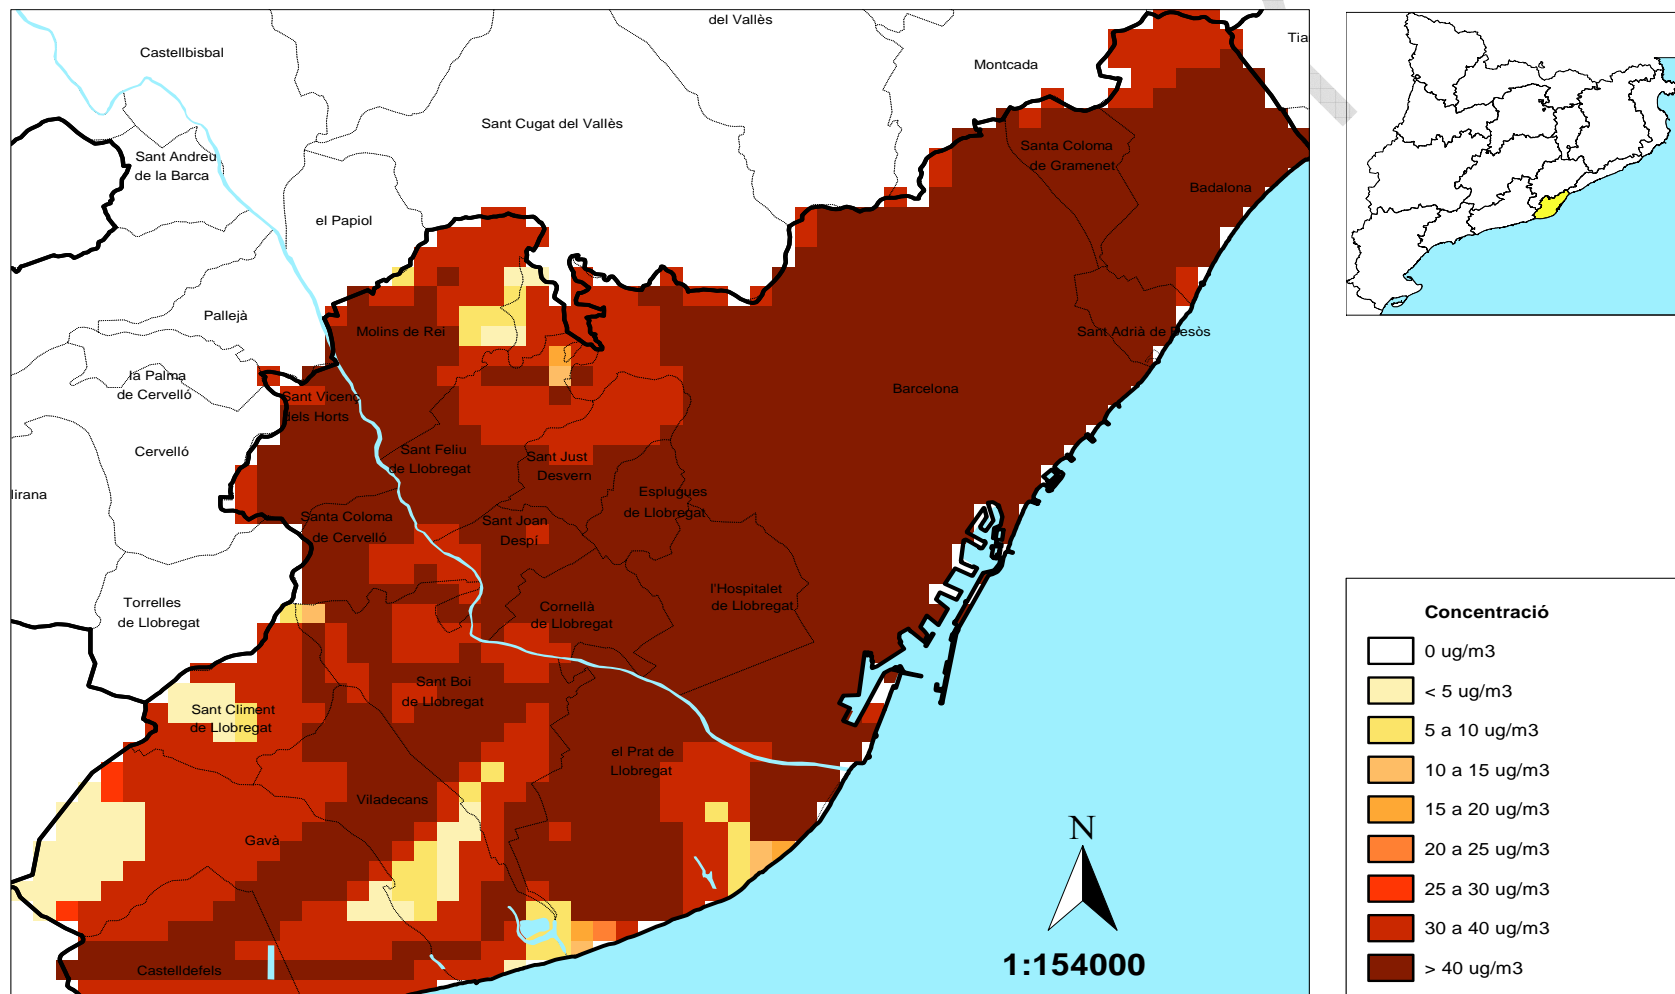 del Vallès
Tia
Castellbisbal
Montcada
Sant Cugat del Vallès
Sant Andreu
de la Barca
Santa Coloma
de Gramenet
Badalona
el Papiol
Pallejà
Molins de Rei
Sant Adrià de Besòs
la Palma
de Cervelló
Barcelona
Sant Vicenç
dels Horts
Cervelló
Sant Feliu
de Llobregat
Sant Just
Desvern
lirana
Esplugues
de Llobregat
Santa Coloma
de Cervelló
Sant Joan
Despí
Torrelles
de Llobregat
Cornellà
de Llobregat
l'Hospitalet
de Llobregat
Sant Boi
de Llobregat
Sant Climent
de Llobregat
el Prat de
Llobregat
Viladecans
Gavà
Castelldefels
N
1:154000
Concentració
0 ug/m3
< 5 ug/m3
5 a 10 ug/m3
10 a 15 ug/m3
15 a 20 ug/m3
20 a 25 ug/m3
25 a 30 ug/m3
30 a 40 ug/m3
> 40 ug/m3